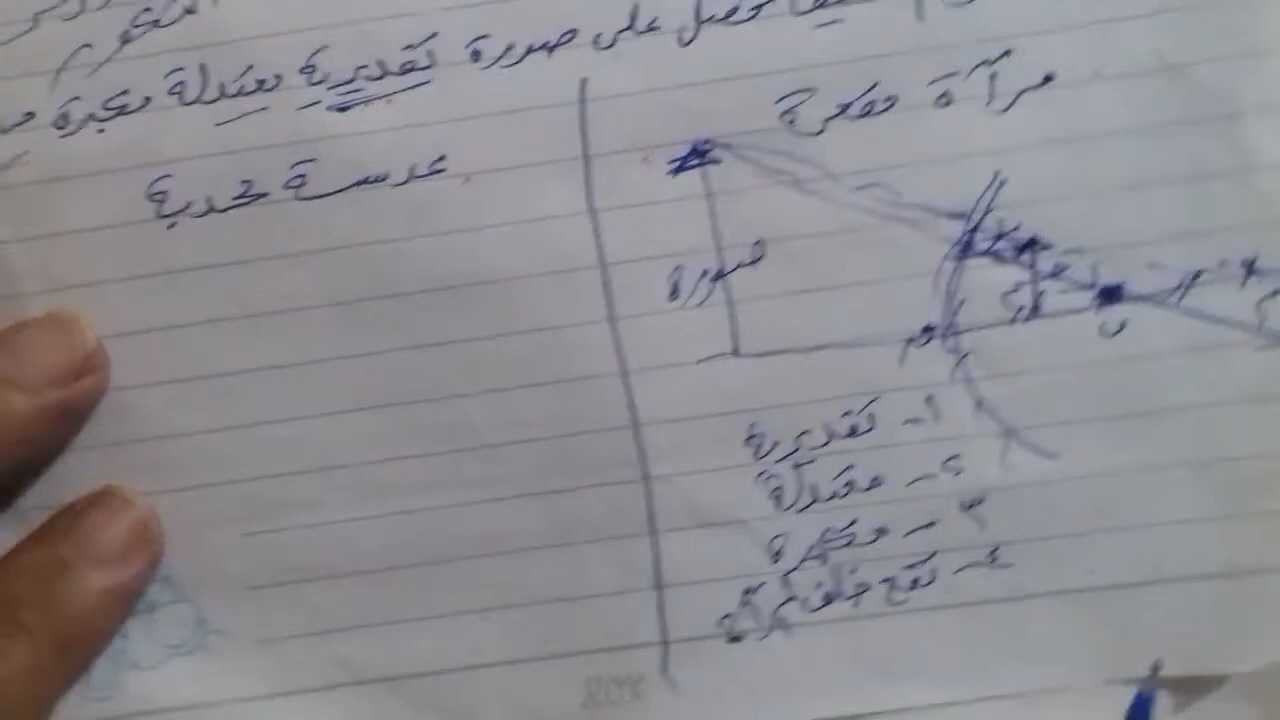 نحصل على صورة تقديرية معتدلة مكبرة
مرآة مقعرة
صورة
ب
م
١- تقديرية
٢- معتدلة
٣- مكبرة
٤- تقع خلف المرآة
عدسة محدبة